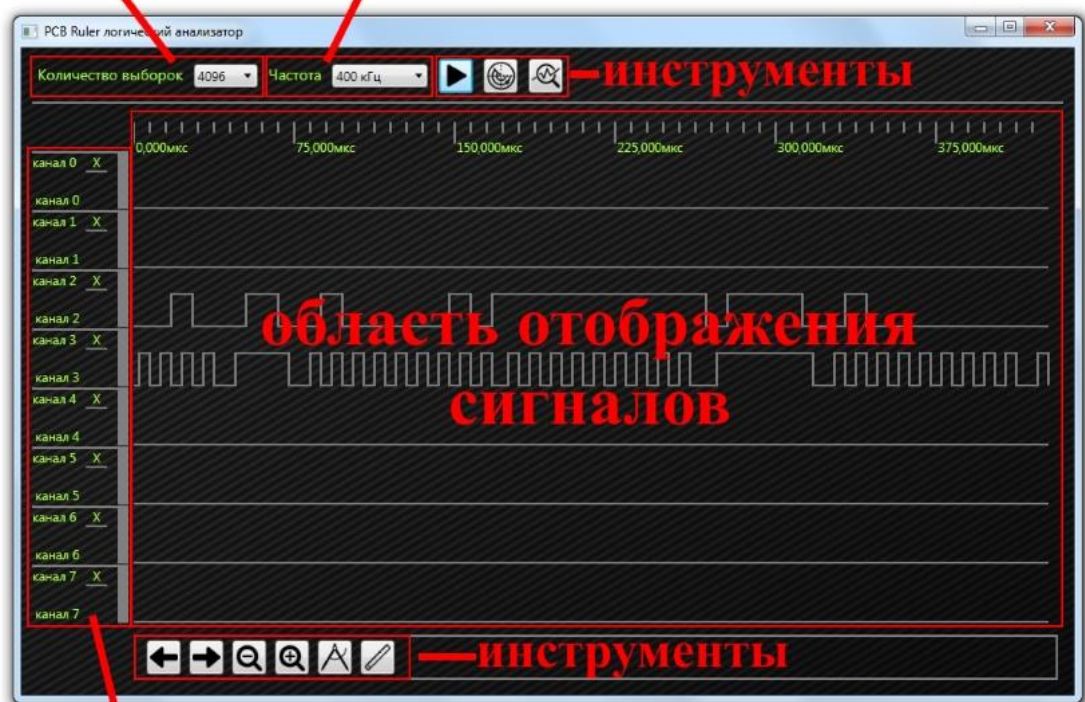 PCB Ruler логический анализатор
Количество выборок 4096 Частота 400 кГц инструменты
0,000мкс 75,000мкс 150,000мкс 225,000мкс 300,000мкс 375,000мкс
канал 0 X
канал 0
канал 1 X
канал 1
канал 2 X
канал 2
канал 3 X
канал 3
канал 4 X
канал 4
канал 5 X
канал 5
канал 6 X
канал 6
канал 7 X
канал 7
область отображения
сигналов
инструменты